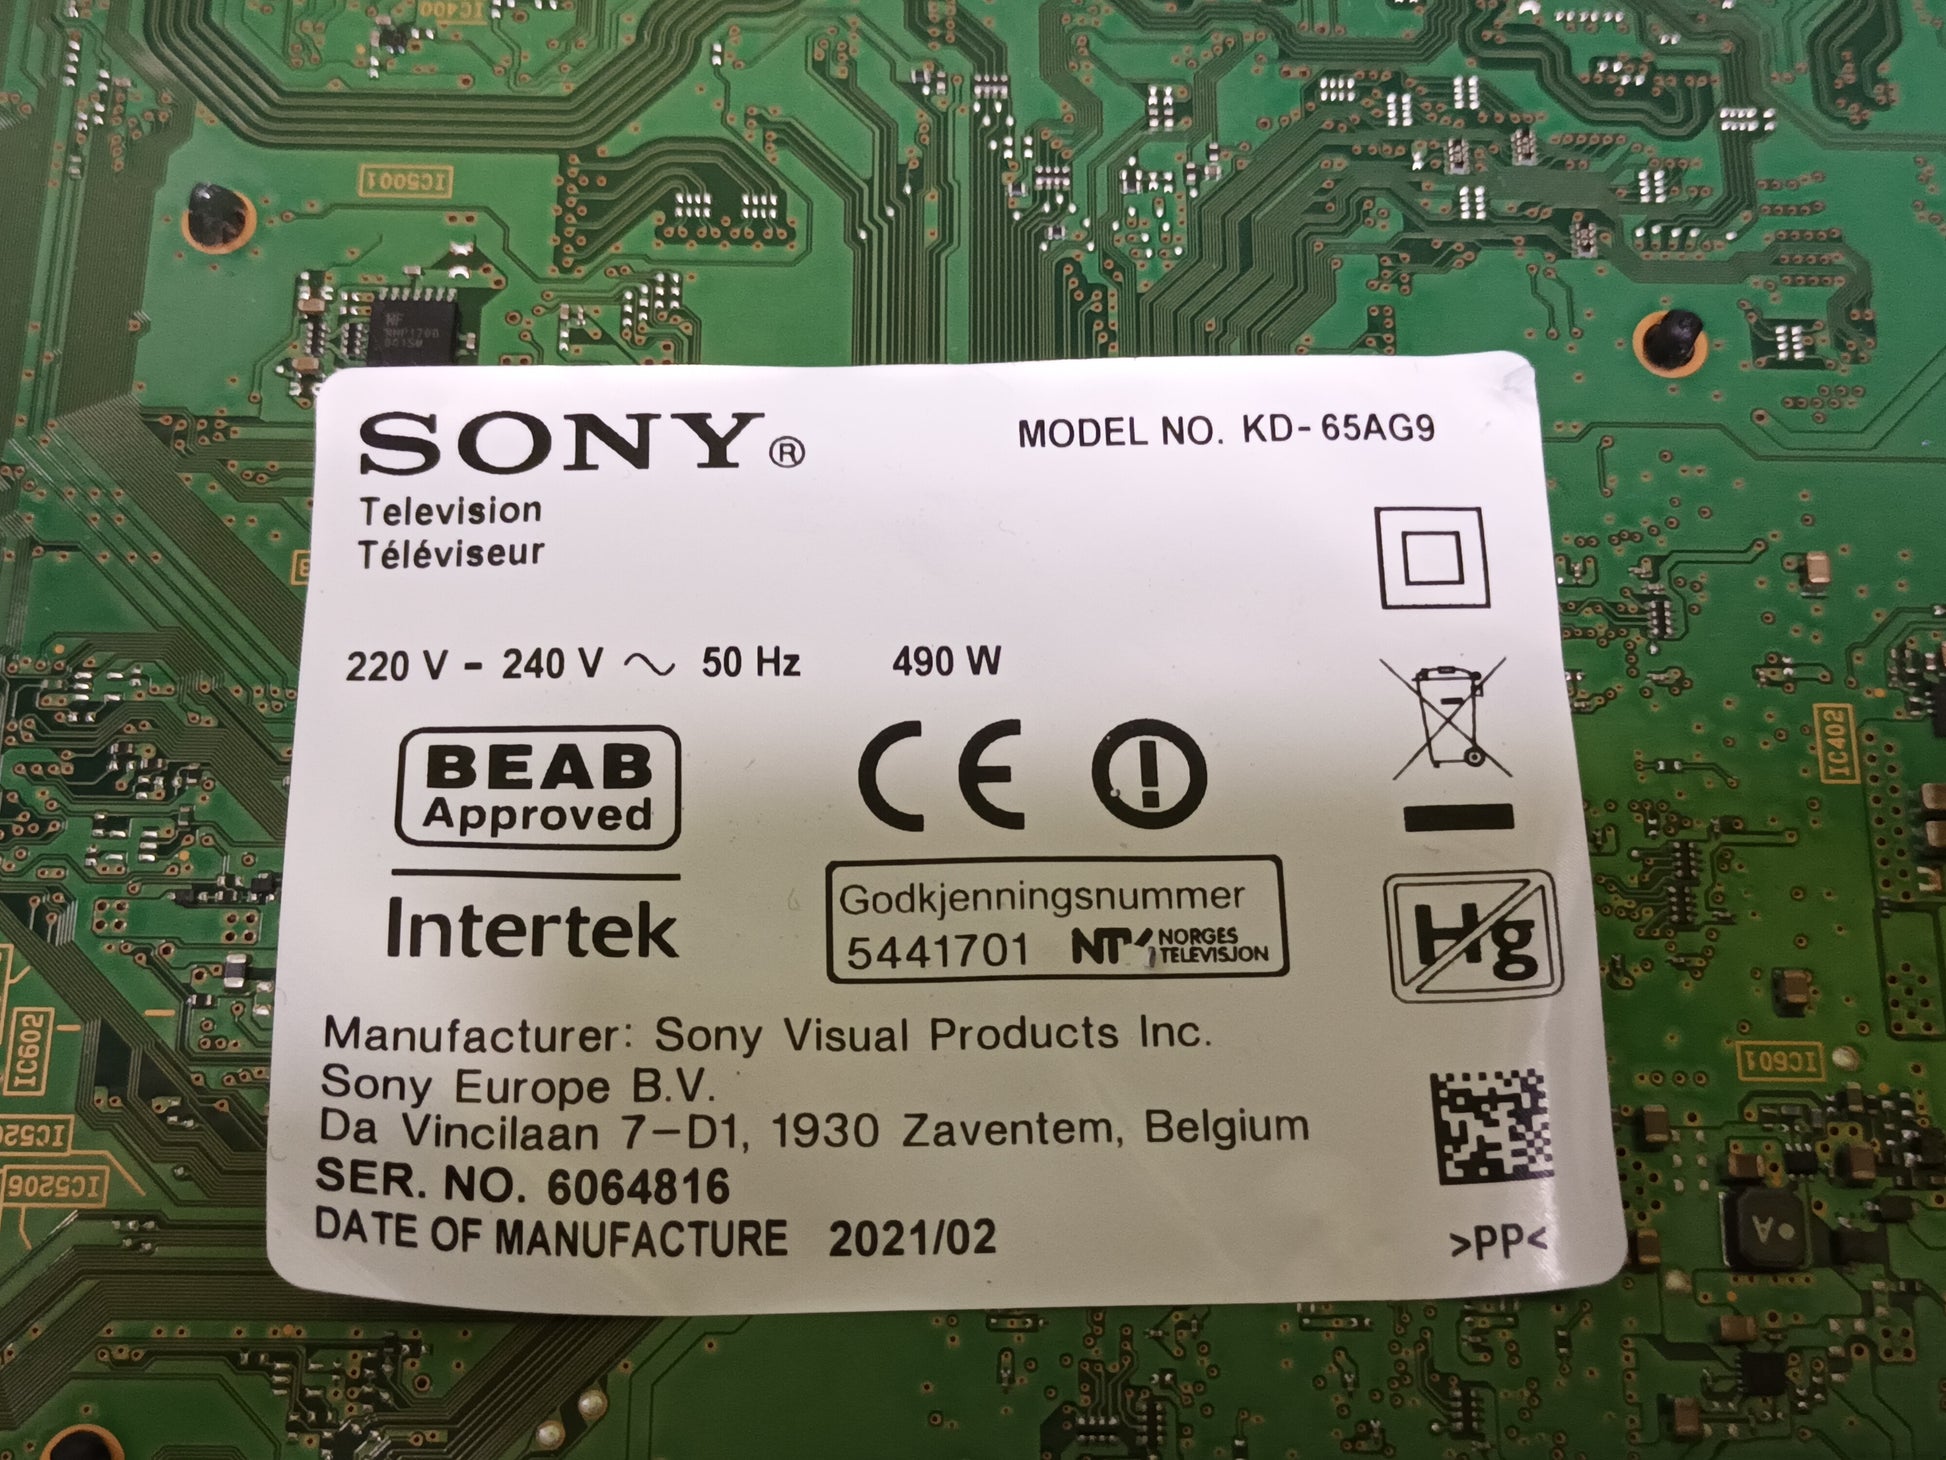 IC400
IC5001
SONY®
MODEL NO. KD-65AG9
Television
Téléviseur
220 V - 240 V ~ 50 Hz 490 W
BEAB
Approved
Intertek
CE
Godkjenningsnummer
5441701 NORGES
TELEVISJON
Hg
Manufacturer: Sony Visual Products Inc.
Sony Europe B.V.
Da Vincilaan 7-D1, 1930 Zaventem, Belgium
SER. NO. 6064816
DATE OF MANUFACTURE 2021/02
>PP<
IC402
IC602
IC601
IC5206
A